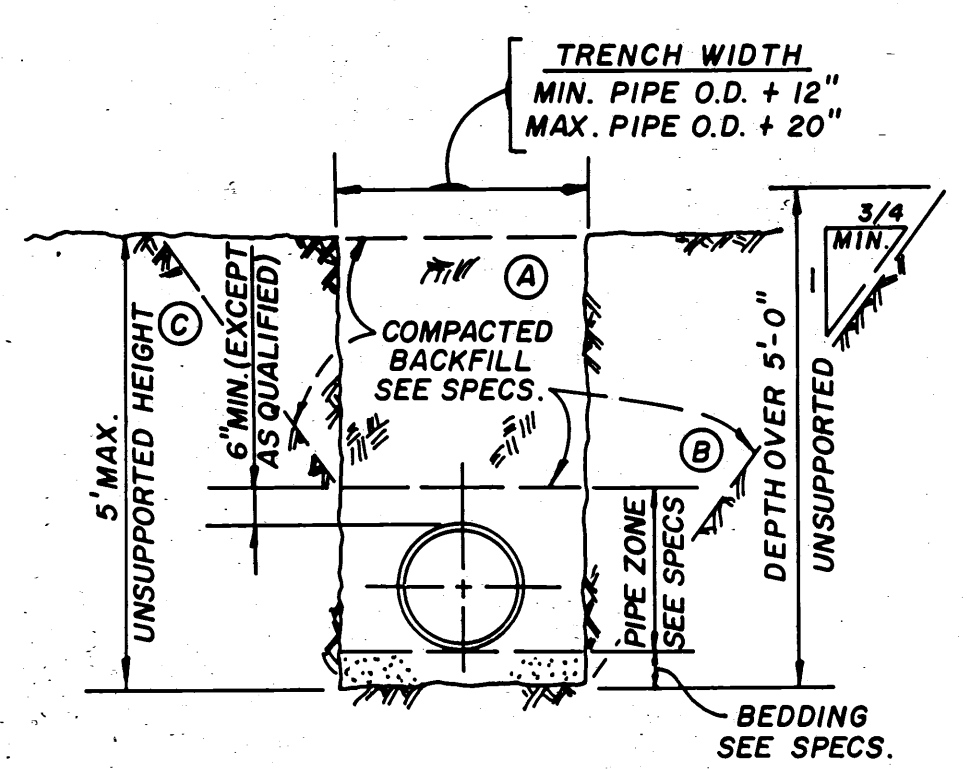 TRENCH WIDTH
MIN. PIPE O.D. + 12"
MAX. PIPE O.D. + 20"
3/4
MIN.
1
A
C
B
COMPACTED
BACKFILL
SEE SPECS.
5' MAX.
UNSUPPORTED HEIGHT
6" MIN. (EXCEPT
AS QUALIFIED)
PIPE ZONE
SEE SPECS
DEPTH OVER 5'-0"
UNSUPPORTED
BEDDING
SEE SPECS.